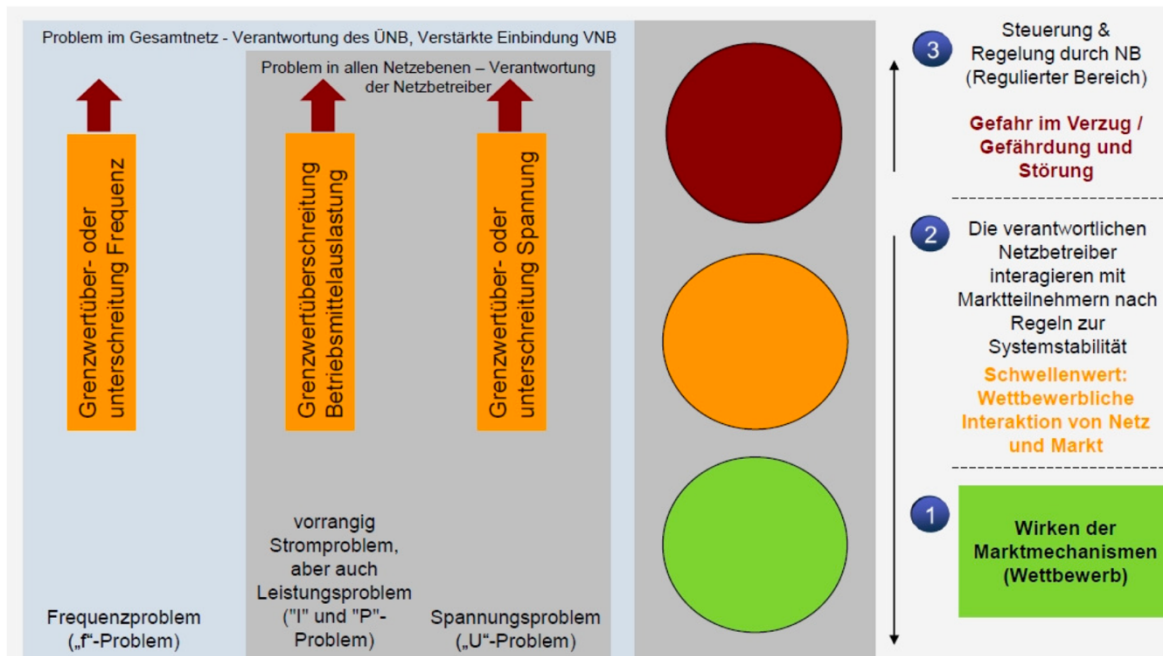 Problem im Gesamtnetz - Verantwortung des ÜNB, Verstärkte Einbindung VNB
Problem in allen Netzebenen – Verantwortung
der Netzbetreiber
Grenzwertüber- oder
unterschreitung Frequenz
Grenzwertüberschreitung
Betriebsmittelauslastung
Grenzwertüber- oder
unterschreitung Spannung
Frequenzproblem
(„f“-Problem)
vorrangig
Stromproblem,
aber auch
Leistungsproblem
("I" und "P"-
Problem)
Spannungsproblem
(„U“-Problem)
3
Steuerung &
Regelung durch NB
(Regulierter Bereich)
Gefahr im Verzug /
Gefährdung und
Störung
2
Die verantwortlichen
Netzbetreiber
interagieren mit
Marktteilnehmern nach
Regeln zur
Systemstabilität
Schwellenwert:
Wettbewerbliche
Interaktion von Netz
und Markt
1
Wirken der
Marktmechanismen
(Wettbewerb)